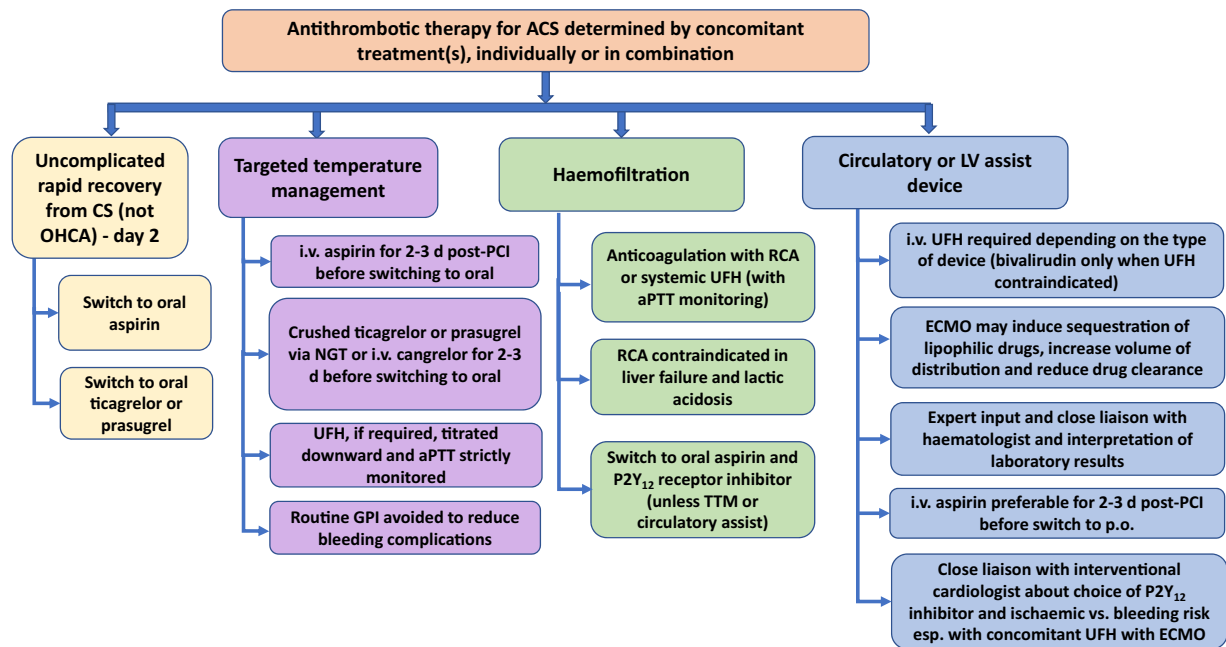 Antithrombotic therapy for ACS determined by concomitant
treatment(s), individually or in combination
Uncomplicated
rapid recovery
from CS (not
OHCA) - day 2
Switch to oral
aspirin
Switch to oral
ticagrelor or
prasugrel
Targeted temperature
management
i.v. aspirin for 2-3 d post-PCI
before switching to oral
Crushed ticagrelor or prasugrel
via NGT or i.v. cangrelor for 2-3
d before switching to oral
UFH, if required, titrated
downward and aPTT strictly
monitored
Routine GPI avoided to reduce
bleeding complications
Haemofiltration
Anticoagulation with RCA
or systemic UFH (with
aPTT monitoring)
RCA contraindicated in
liver failure and lactic
acidosis
Switch to oral aspirin and
P2Y₁₂ receptor inhibitor
(unless TTM or
circulatory assist)
Circulatory or LV assist
device
i.v. UFH required depending on the type
of device (bivalirudin only when UFH
contraindicated)
ECMO may induce sequestration of
lipophilic drugs, increase volume of
distribution and reduce drug clearance
Expert input and close liaison with
haematologist and interpretation of
laboratory results
i.v. aspirin preferable for 2-3 d post-PCI
before switch to p.o.
Close liaison with interventional
cardiologist about choice of P2Y₁₂
inhibitor and ischaemic vs. bleeding risk
esp. with concomitant UFH with ECMO